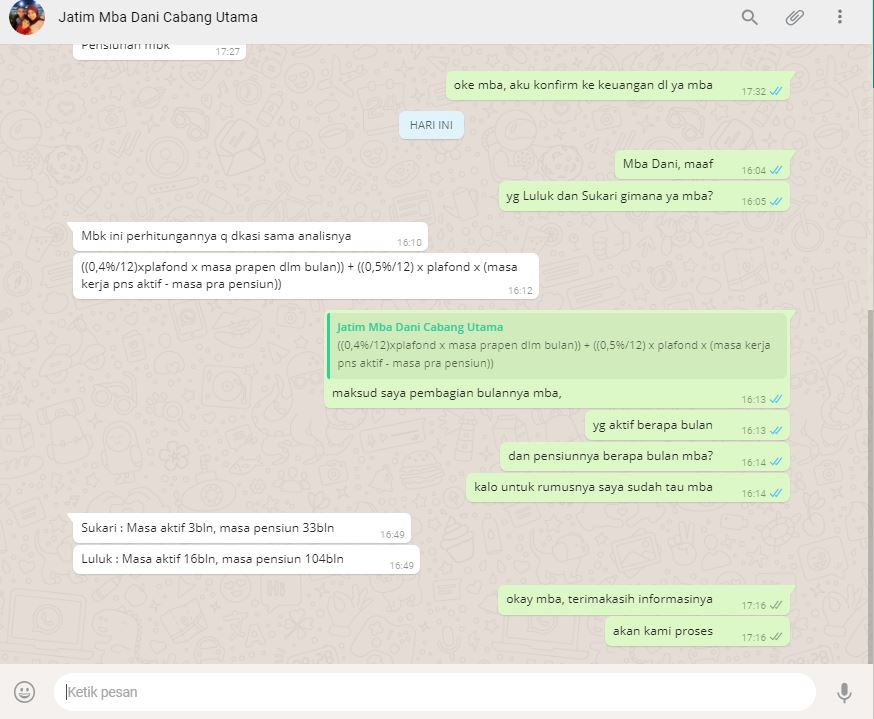 Jatim Mba Dani Cabang Utama
Pensiunan mbk
17:27
oke mba, aku konfirm ke keuangan dl ya mba
17:32
HARI INI
Mba Dani, maaf
16:04
yg Luluk dan Sukari gimana ya mba?
16:05
Mbk ini perhitungannya q dkasi sama analisnya
16:10
((0,4%/12)xplafond x masa prapen dlm bulan)) + ((0,5%/12) x plafond x (masa
kerja pns aktif - masa pra pensiun))
16:12
Jatim Mba Dani Cabang Utama
((0,4%/12)xplafond x masa prapen dlm bulan)) + ((0,5%/12) x plafond x (masa kerja
pns aktif - masa pra pensiun))
maksud saya pembagian bulannya mba,
16:13
yg aktif berapa bulan
16:13
dan pensiunnya berapa bulan mba?
16:14
kalo untuk rumusnya saya sudah tau mba
16:14
Sukari : Masa aktif 3bln, masa pensiun 33bln
16:49
Luluk : Masa aktif 16bln, masa pensiun 104bln
16:49
okay mba, terimakasih informasinya
17:16
akan kami proses
17:16
Ketik pesan